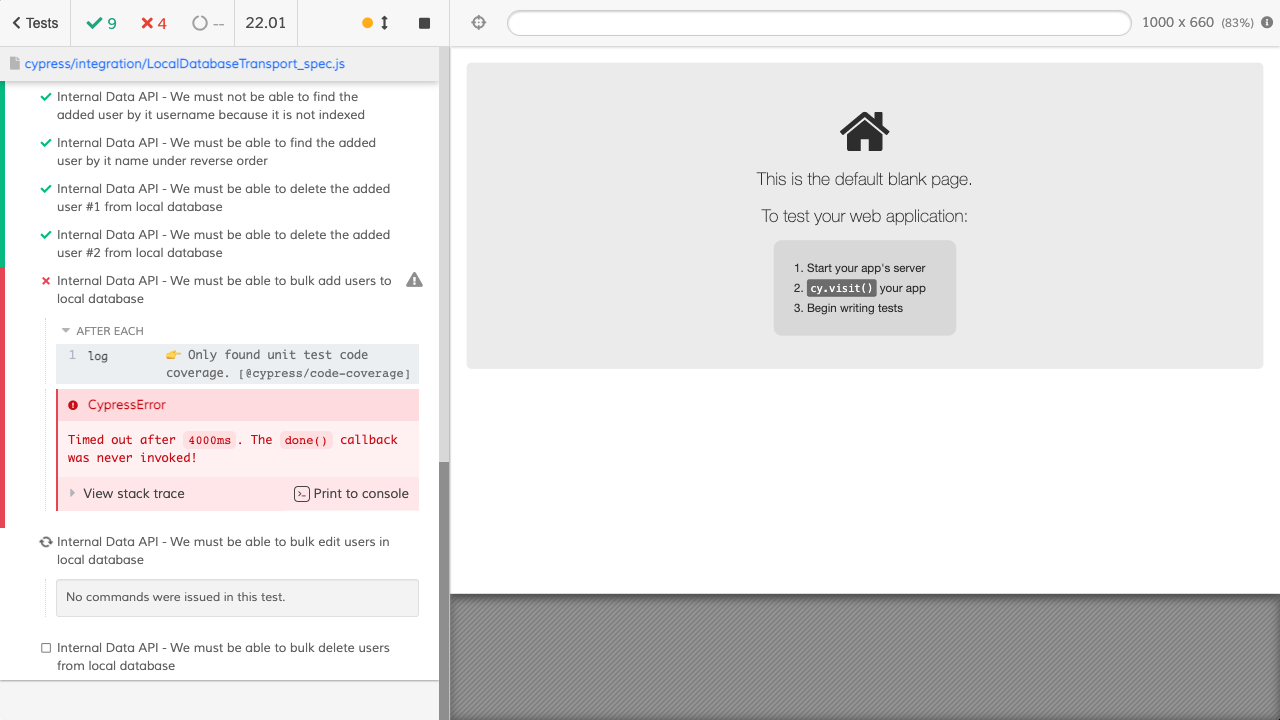 Tests
9
4
--
22.01
1000 x 660 (83%)
cypress/integration/LocalDatabaseTransport_spec.js
Internal Data API - We must not be able to find the
added user by it username because it is not indexed
Internal Data API - We must be able to find the added
user by it name under reverse order
Internal Data API - We must be able to delete the added
user #1 from local database
Internal Data API - We must be able to delete the added
user #2 from local database
Internal Data API - We must be able to bulk add users to
local database
AFTER EACH
1 log 👉 Only found unit test code
coverage. [@cypress/code-coverage]
CypressError
Timed out after 4000ms. The done() callback
was never invoked!
View stack trace
Print to console
Internal Data API - We must be able to bulk edit users in
local database
No commands were issued in this test.
Internal Data API - We must be able to bulk delete users
from local database
This is the default blank page.
To test your web application:
1. Start your app's server
2. cy.visit() your app
3. Begin writing tests